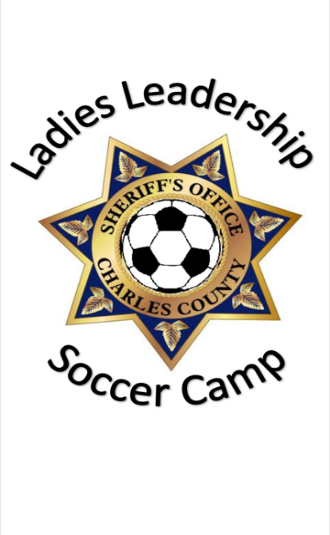 Ladies Leadership
SHERIFF'S OFFICE
CHARLES COUNTY
Soccer Camp